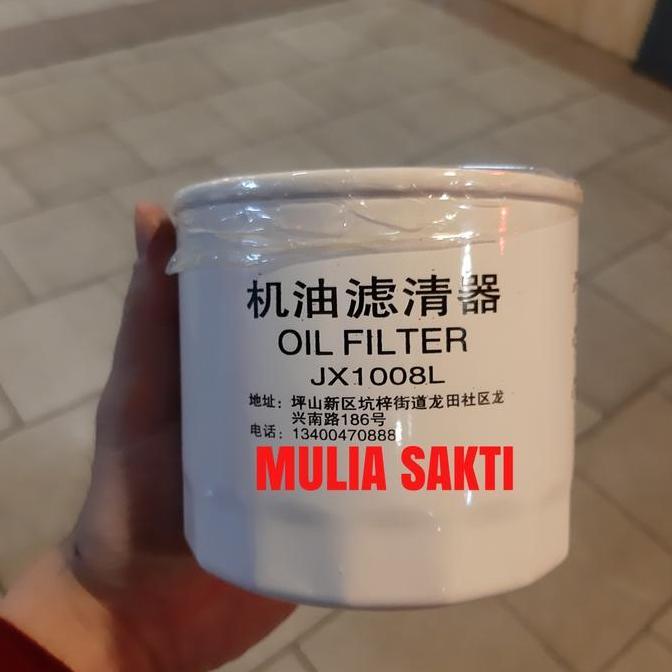 机油滤清器
OIL FILTER
JX1008L
地址：坪山新区坑梓街道龙田社区龙
兴南路186号
电话：13400470888
MULIA SAKTI